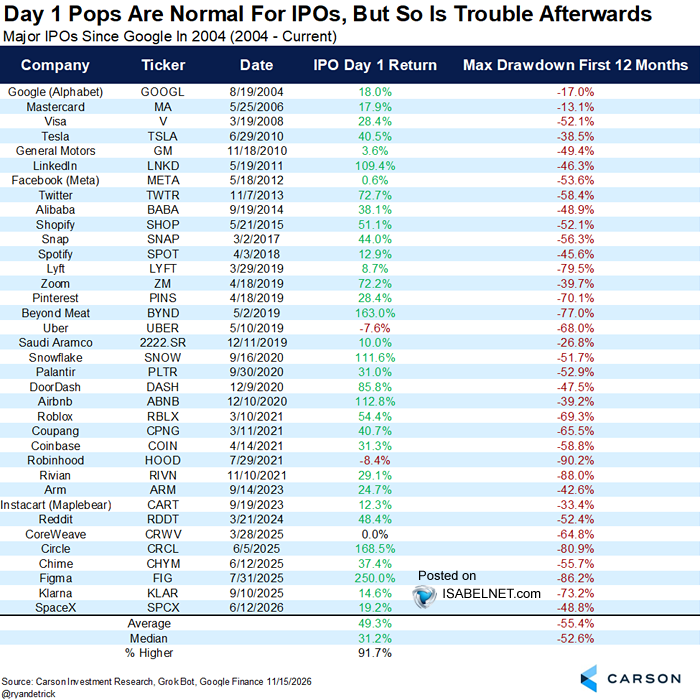 Day 1 Pops Are Normal For IPOs, But So Is Trouble Afterwards
Major IPOs Since Google In 2004 (2004 - Current)
Company Ticker Date IPO Day 1 Return Max Drawdown First 12 Months
Google (Alphabet) GOOGL 8/19/2004 18.0% -17.0%
Mastercard MA 5/25/2006 17.9% -13.1%
Visa V 3/19/2008 28.4% -52.1%
Tesla TSLA 6/29/2010 40.5% -38.5%
General Motors GM 11/18/2010 3.6% -49.4%
LinkedIn LNKD 5/19/2011 109.4% -46.3%
Facebook (Meta) META 5/18/2012 0.6% -53.6%
Twitter TWTR 11/7/2013 72.7% -58.4%
Alibaba BABA 9/19/2014 38.1% -48.9%
Shopify SHOP 5/21/2015 51.1% -52.1%
Snap SNAP 3/2/2017 44.0% -56.3%
Spotify SPOT 4/3/2018 12.9% -45.6%
Lyft LYFT 3/29/2019 8.7% -79.5%
Zoom ZM 4/18/2019 72.2% -39.7%
Pinterest PINS 4/18/2019 28.4% -70.1%
Beyond Meat BYND 5/2/2019 163.0% -77.0%
Uber UBER 5/10/2019 -7.6% -68.0%
Saudi Aramco 2222.SR 12/11/2019 10.0% -26.8%
Snowflake SNOW 9/16/2020 111.6% -51.7%
Palantir PLTR 9/30/2020 31.0% -52.9%
DoorDash DASH 12/9/2020 85.8% -47.5%
Airbnb ABNB 12/10/2020 112.8% -39.2%
Roblox RBLX 3/10/2021 54.4% -69.3%
Coupang CPNG 3/11/2021 40.7% -65.5%
Coinbase COIN 4/14/2021 31.3% -58.8%
Robinhood HOOD 7/29/2021 -8.4% -90.2%
Rivian RIVN 11/10/2021 29.1% -88.0%
Arm ARM 9/14/2023 24.7% -42.6%
Instacart (Maplebear) CART 9/19/2023 12.3% -33.4%
Reddit RDDT 3/21/2024 48.4% -52.4%
CoreWeave CRWV 3/28/2025 0.0% -64.8%
Circle CRCL 6/5/2025 168.5% -80.9%
Chime CHYM 6/12/2025 37.4% -55.7%
Figma FIG 7/31/2025 250.0% -86.2%
Klarna KLAR 9/10/2025 14.6% -73.2%
SpaceX SPCX 6/12/2026 19.2% -48.8%
Posted on
ISABELNET.com
Average 49.3% -55.4%
Median 31.2% -52.6%
% Higher 91.7%
Source: Carson Investment Research, GrokBot, Google Finance 11/15/2026
@ryandetrick
CARSON